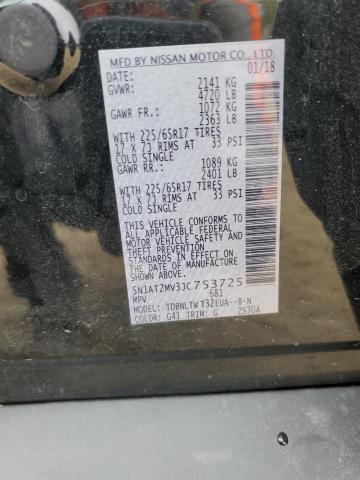 MFD BY NISSAN MOTOR CO., LTD.
DATE: 01/18
GVWR: 2141 KG
4720 LB
GAWR FR.: 1072 KG
2363 LB
WITH 225/65R17 TIRES
17 X 7J RIMS AT 33 PSI
COLD SINGLE
GAWR RR.: 1089 KG
2401 LB
WITH 225/65R17 TIRES
17 X 7J RIMS AT 33 PSI
COLD SINGLE
THIS VEHICLE CONFORMS TO
ALL APPLICABLE FEDERAL
MOTOR VEHICLE SAFETY AND
THEFT PREVENTION
STANDARDS IN EFFECT ON
THE DATE OF MANUFACTURE
SHOWN ABOVE.
5N1AT2MV3JC753725
MPV 681
MODEL: TDBNLTW T32EUA--B-N
COLOR: G41 TRIM: G 2530A